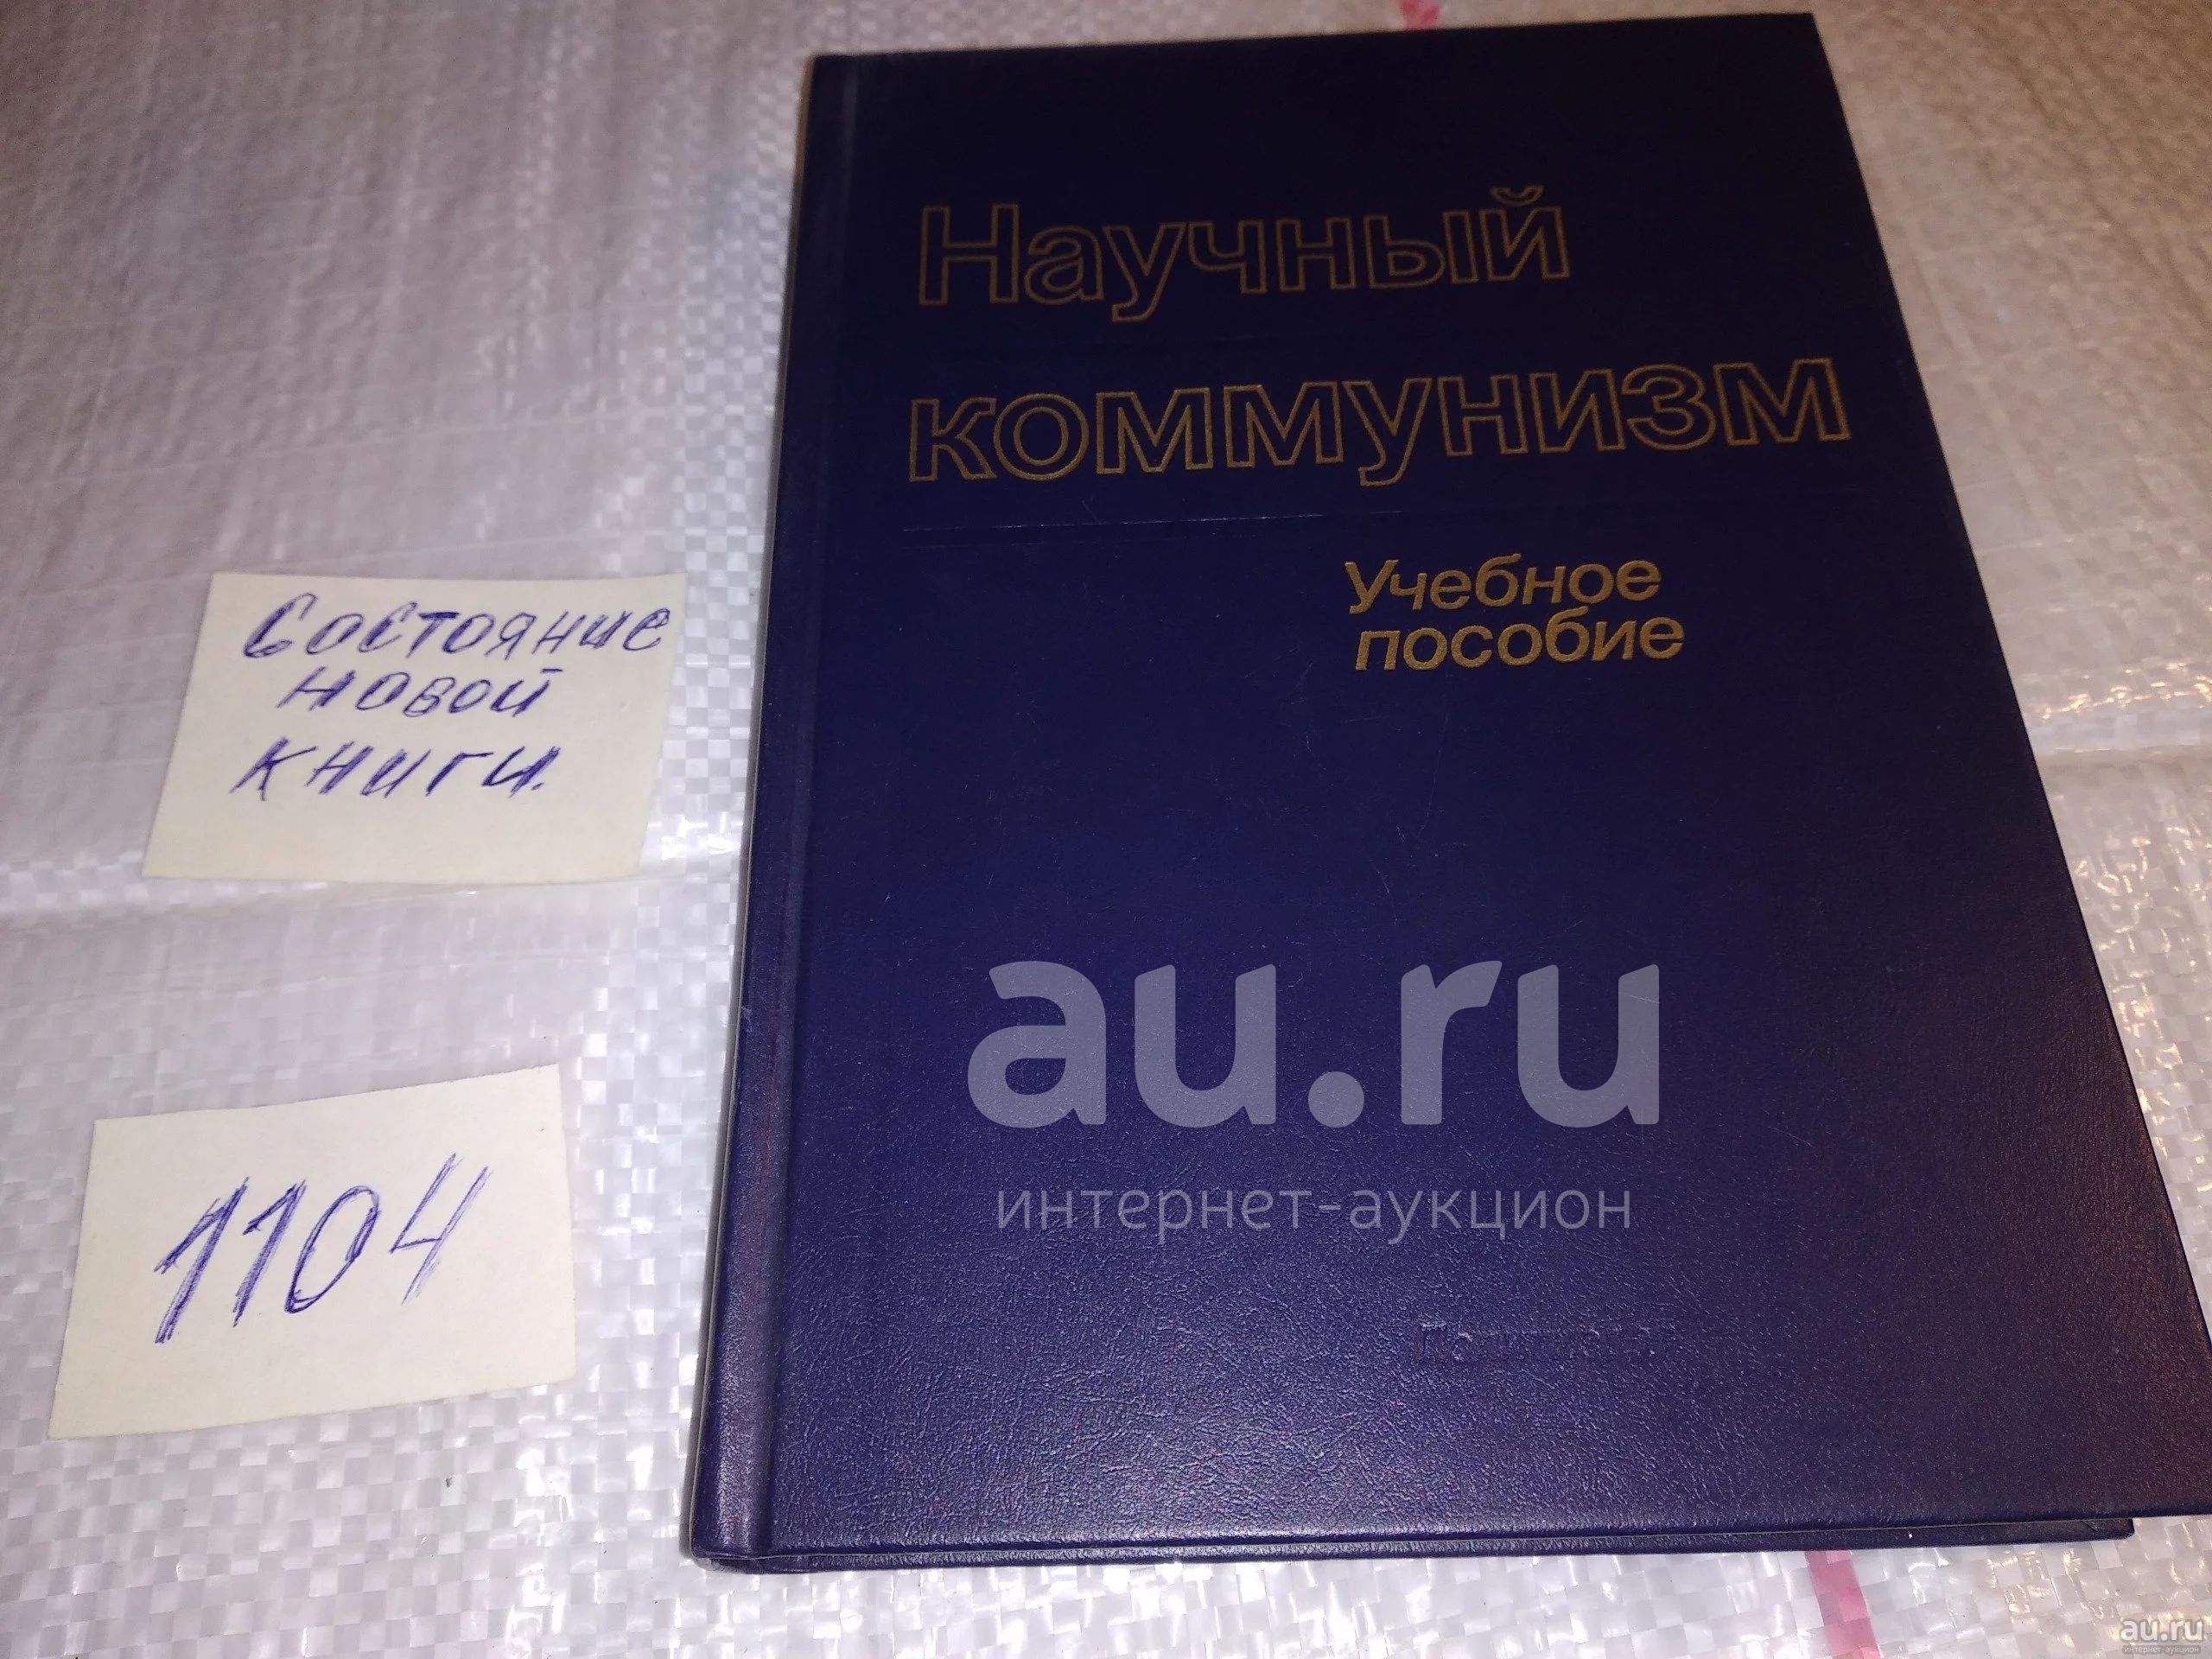 Научный
коммунизм
Учебное
пособие
Состояние
новой
книги.
1104
au.ru
интернет-аукцион
au.ru
интернет-аукцион